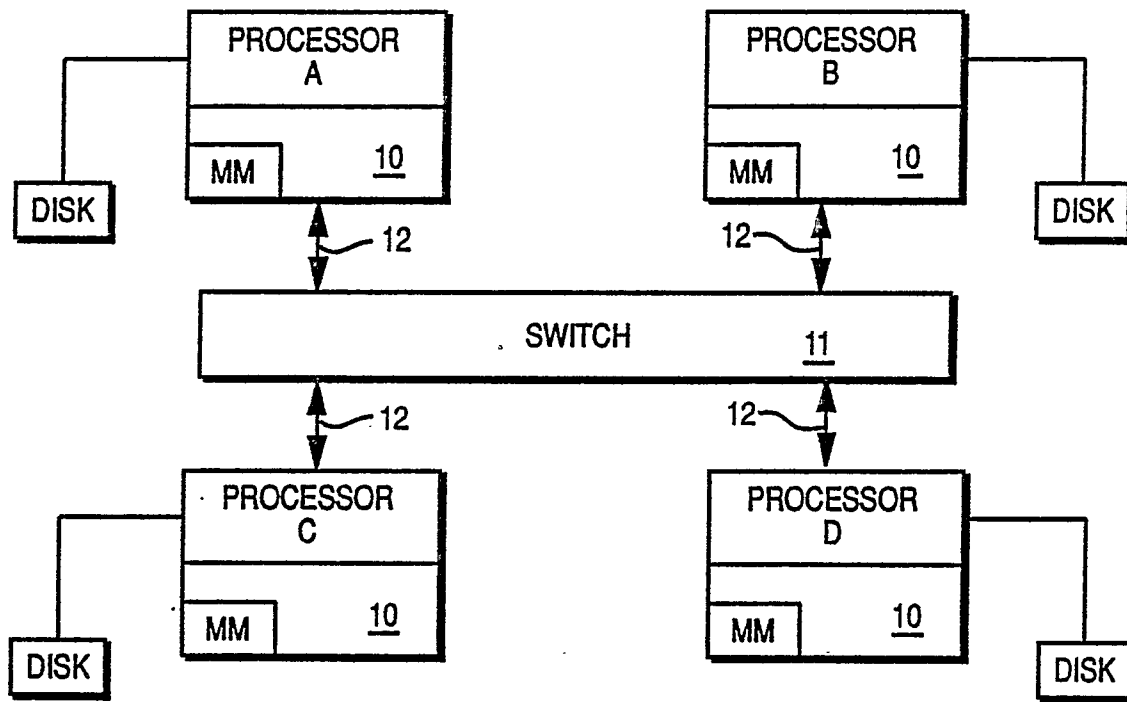 PROCESSOR
A
PROCESSOR
B
MM
10
MM
10
DISK
DISK
12
12
SWITCH
11
12
12
PROCESSOR
C
PROCESSOR
D
MM
10
MM
10
DISK
DISK